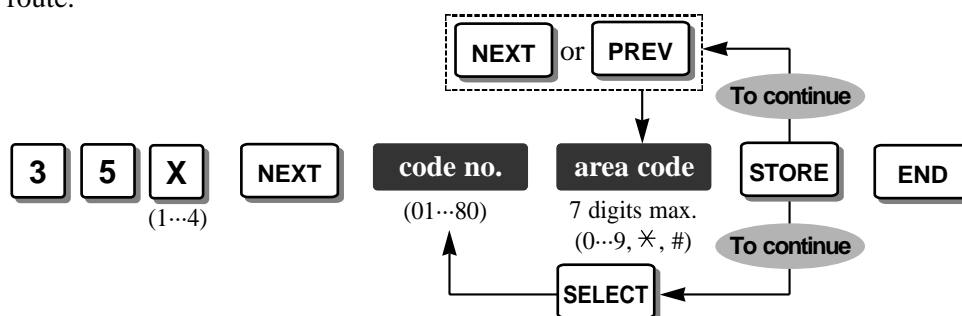 route.
NEXT or PREV
To continue
3 5 X NEXT code no. area code STORE END
(1···4) (01···80) 7 digits max.
(0···9, ✳, #)
To continue
SELECT